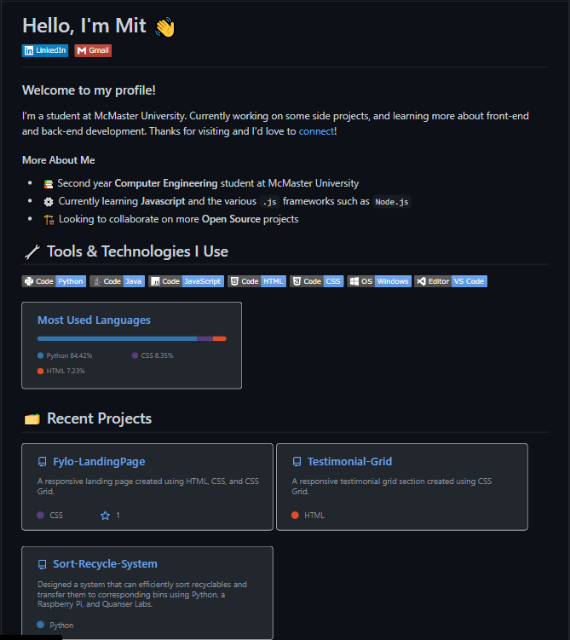 Hello, I'm Mit 👋
LinkedIn Gmail
Welcome to my profile!
I'm a student at McMaster University. Currently working on some side projects, and learning more about front-end
and back-end development. Thanks for visiting and I'd love to connect!
More About Me
Second year Computer Engineering student at McMaster University
Currently learning Javascript and the various .js frameworks such as Node.js
Looking to collaborate on more Open Source projects
Tools & Technologies I Use
Code Python Code Java Code JavaScript Code HTML Code CSS OS Windows Editor VS Code
Most Used Languages
Python 84.42% CSS 8.35%
HTML 7.23%
Recent Projects
Fylo-LandingPage
A responsive landing page created using HTML, CSS, and CSS
Grid.
CSS 1
Testimonial-Grid
A responsive testimonial grid section created using CSS
Grid.
HTML
Sort-Recycle-System
Designed a system that can efficiently sort recyclables and
transfer them to corresponding bins using Python, a
Raspberry Pi, and Quanser Labs.
Python